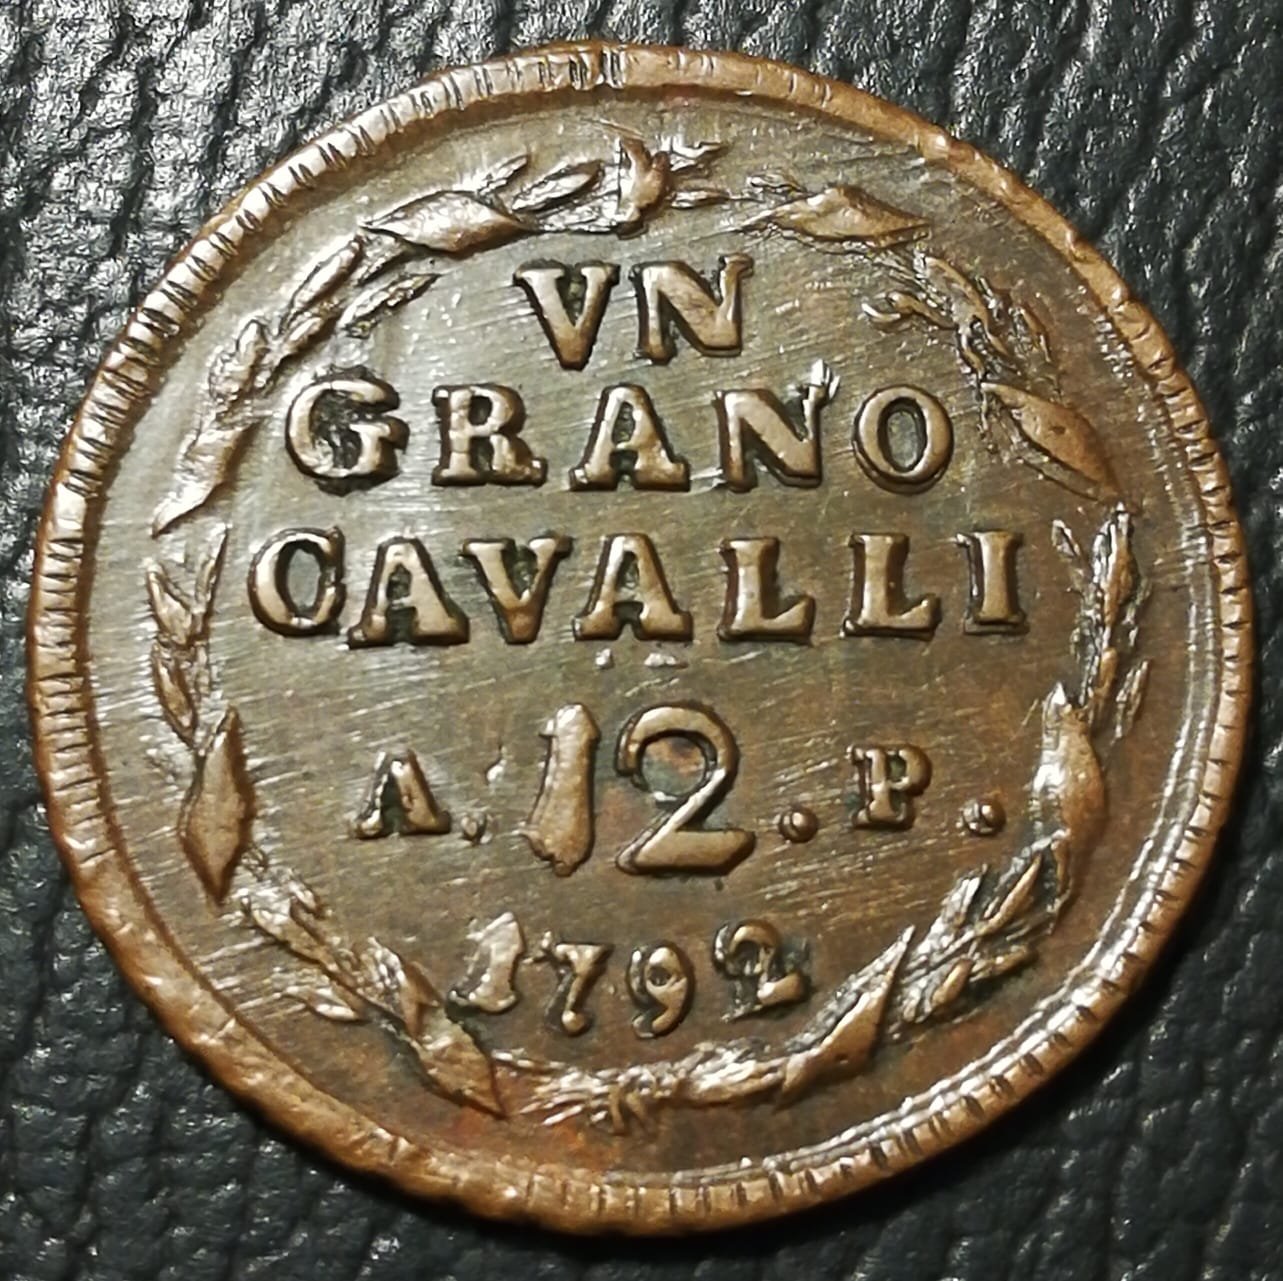 VN
GRANO
CAVALLI
A. 12. P.
1792